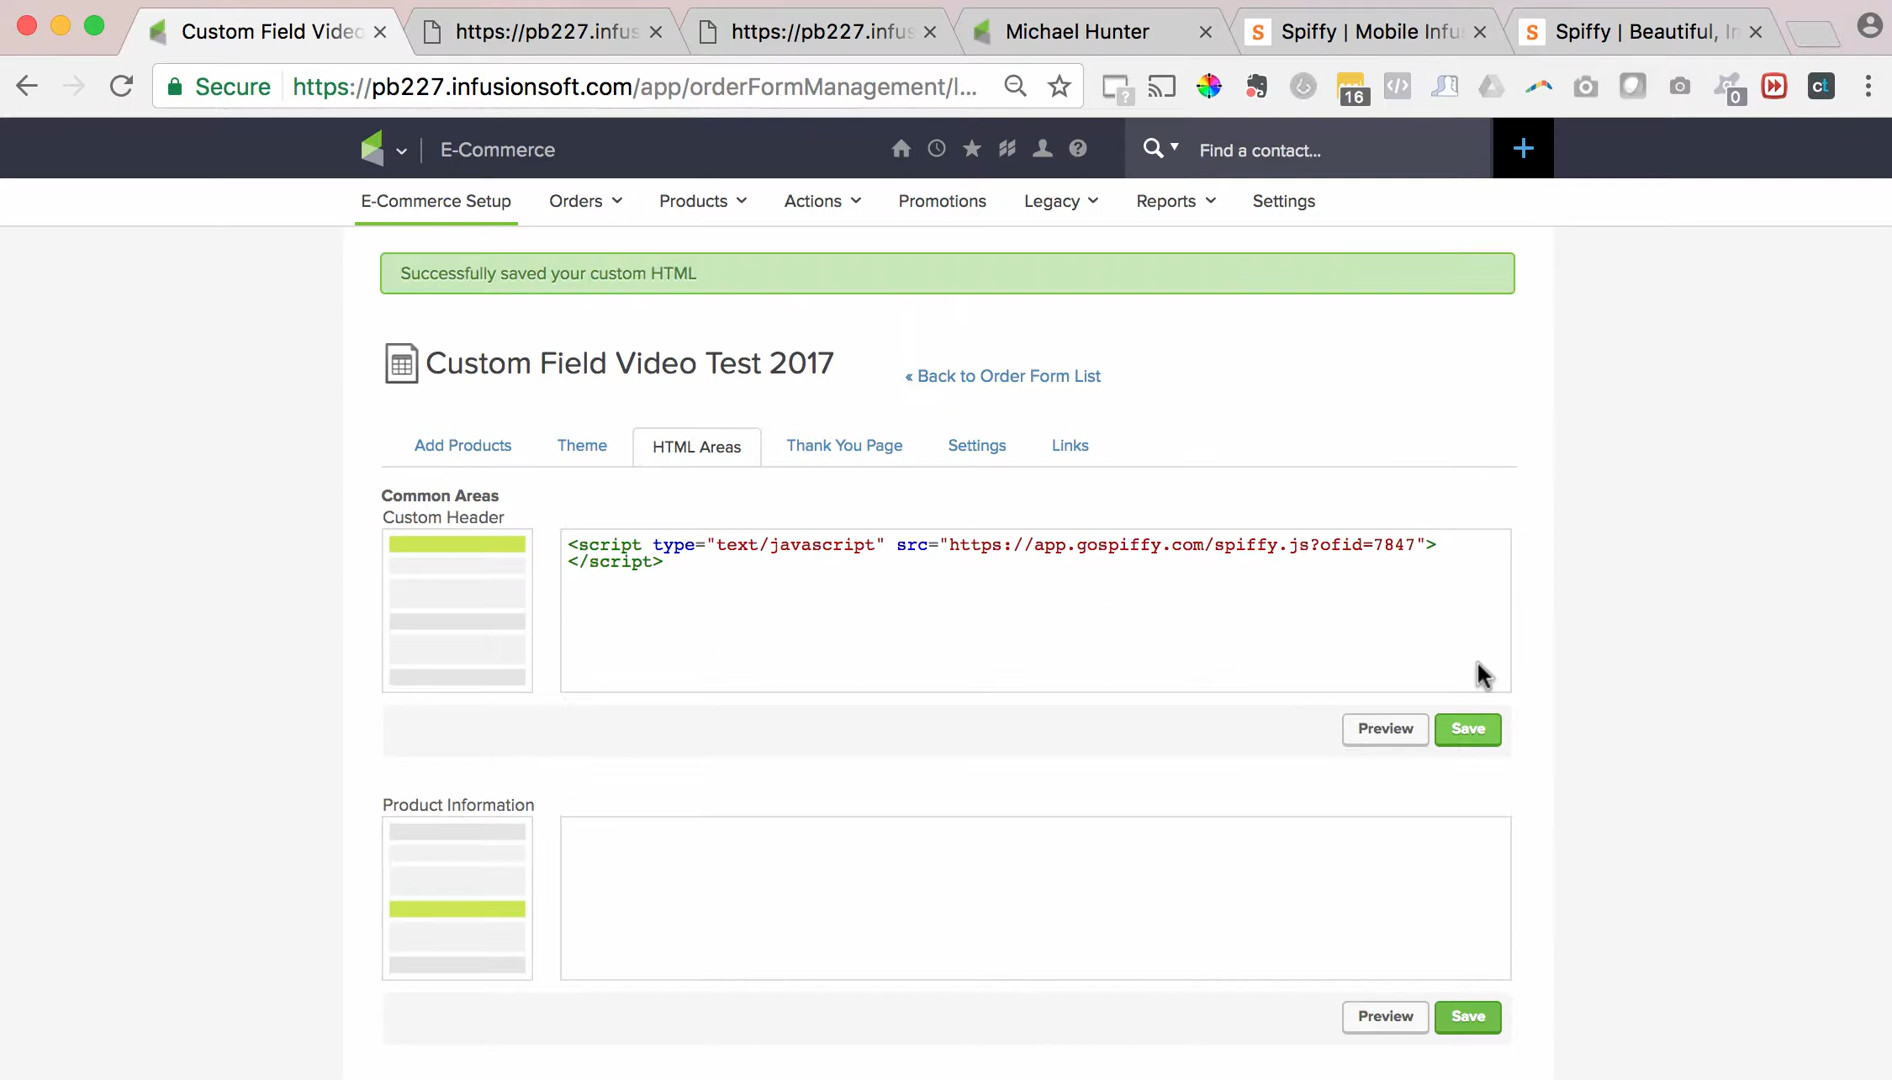 Custom Field Video
https://pb227.infus
https://pb227.infus
Michael Hunter
Spiffy | Mobile Infus
Spiffy | Beautiful, In
Secure
https://pb227.infusionsoft.com/app/orderFormManagement/l...
16
0
ct
E-Commerce
Find a contact...
E-Commerce Setup
Orders
Products
Actions
Promotions
Legacy
Reports
Settings
Successfully saved your custom HTML
Custom Field Video Test 2017
« Back to Order Form List
Add Products
Theme
HTML Areas
Thank You Page
Settings
Links
Common Areas
Custom Header
<script type="text/javascript" src="https://app.gospiffy.com/spiffy.js?ofid=7847">
</script>
Preview
Save
Product Information
Preview
Save